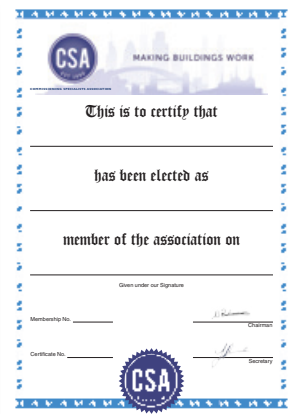 CSA
MAKING BUILDINGS WORK
COMMISSIONING SPECIALISTS ASSOCIATION
This is to certify that
has been elected as
member of the association on
Given under our Signature
Membership No.
Chairman
Certificate No.
Secretary
CSA